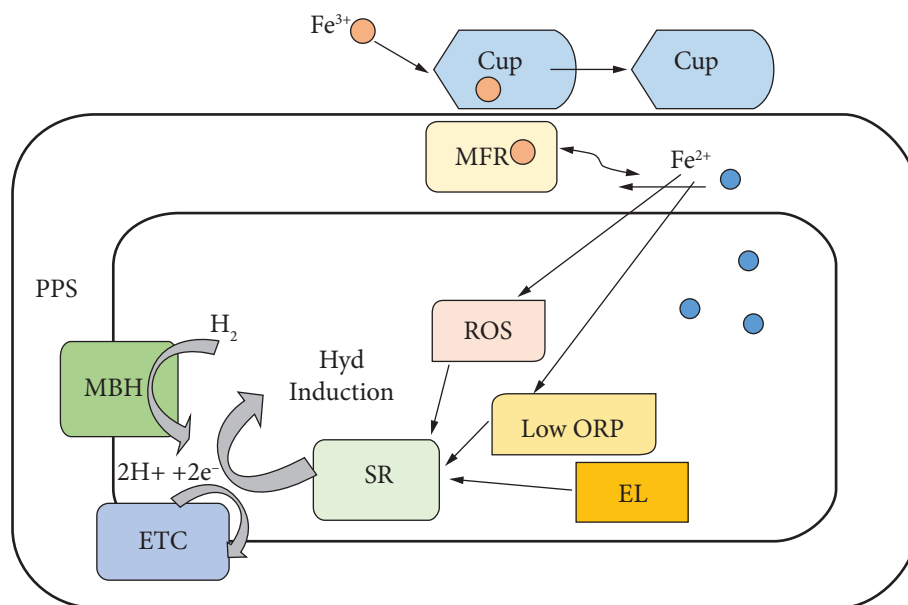 Fe³⁺
Cup
Cup
MFR
Fe²⁺
PPS
H₂
ROS
Hyd
Induction
MBH
Low ORP
2H+ +2e⁻
SR
EL
ETC